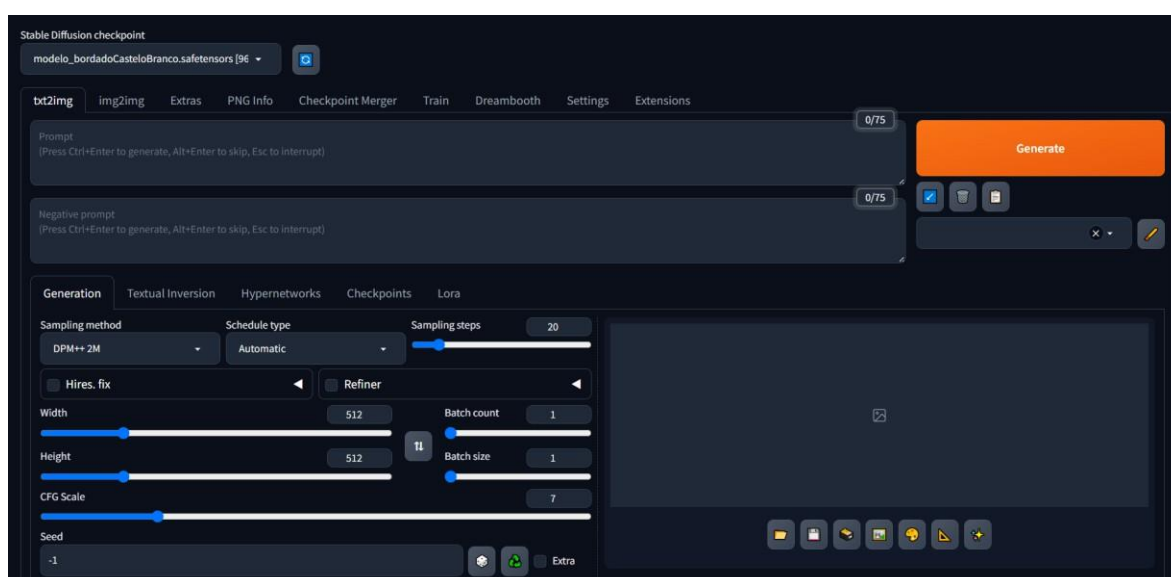 Stable Diffusion checkpoint
modelo_bordadoCasteloBranco.safetensors [96
txt2img img2img Extras PNG Info Checkpoint Merger Train Dreambooth Settings Extensions
0/75
Prompt
(Press Ctrl+Enter to generate, Alt+Enter to skip, Esc to interrupt)
Generate
0/75
Negative prompt
(Press Ctrl+Enter to generate, Alt+Enter to skip, Esc to interrupt)
Generation Textual Inversion Hypernetworks Checkpoints Lora
Sampling method Schedule type Sampling steps 20
DPM++ 2M Automatic
Hires. fix Refiner
Width 512 Batch count 1
Height 512 Batch size 1
CFG Scale 7
Seed
-1 Extra